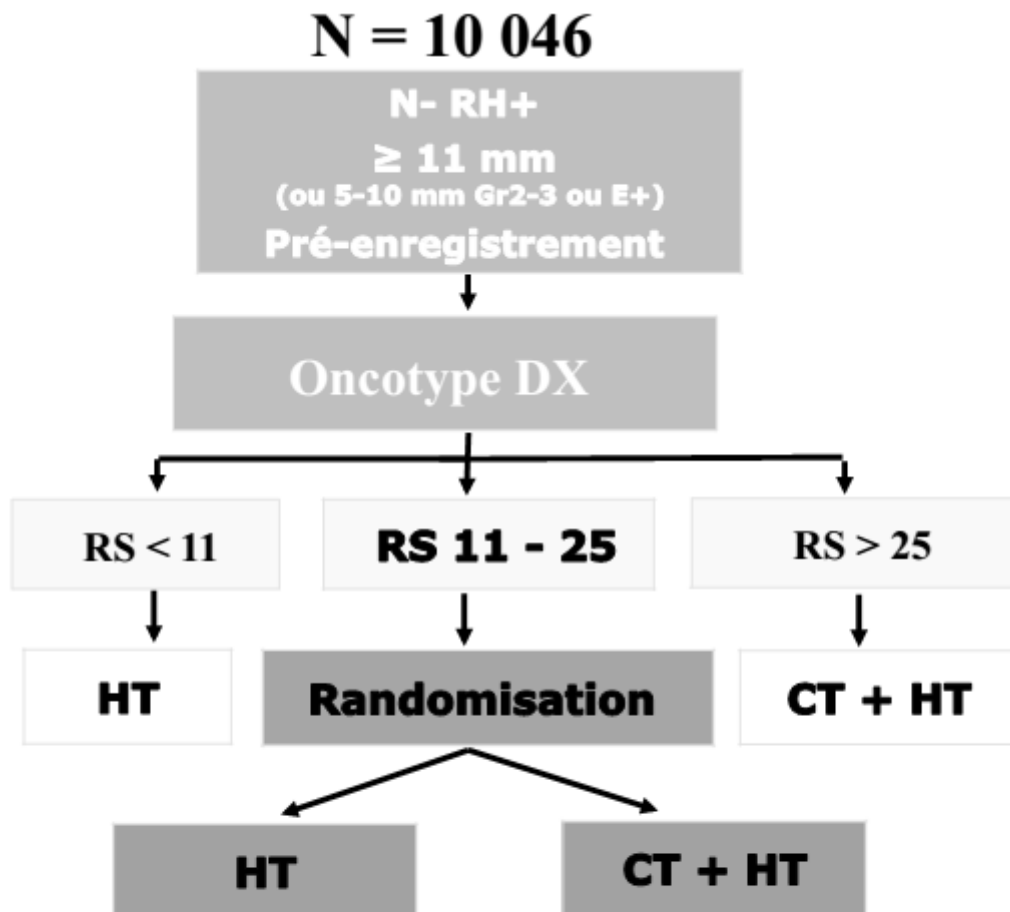 N = 10 046
N- RH+
≥ 11 mm
(ou 5-10 mm Gr2-3 ou E+)
Pré-enregistrement
Oncotype DX
RS < 11
RS 11 - 25
RS > 25
HT
Randomisation
CT + HT
HT
CT + HT